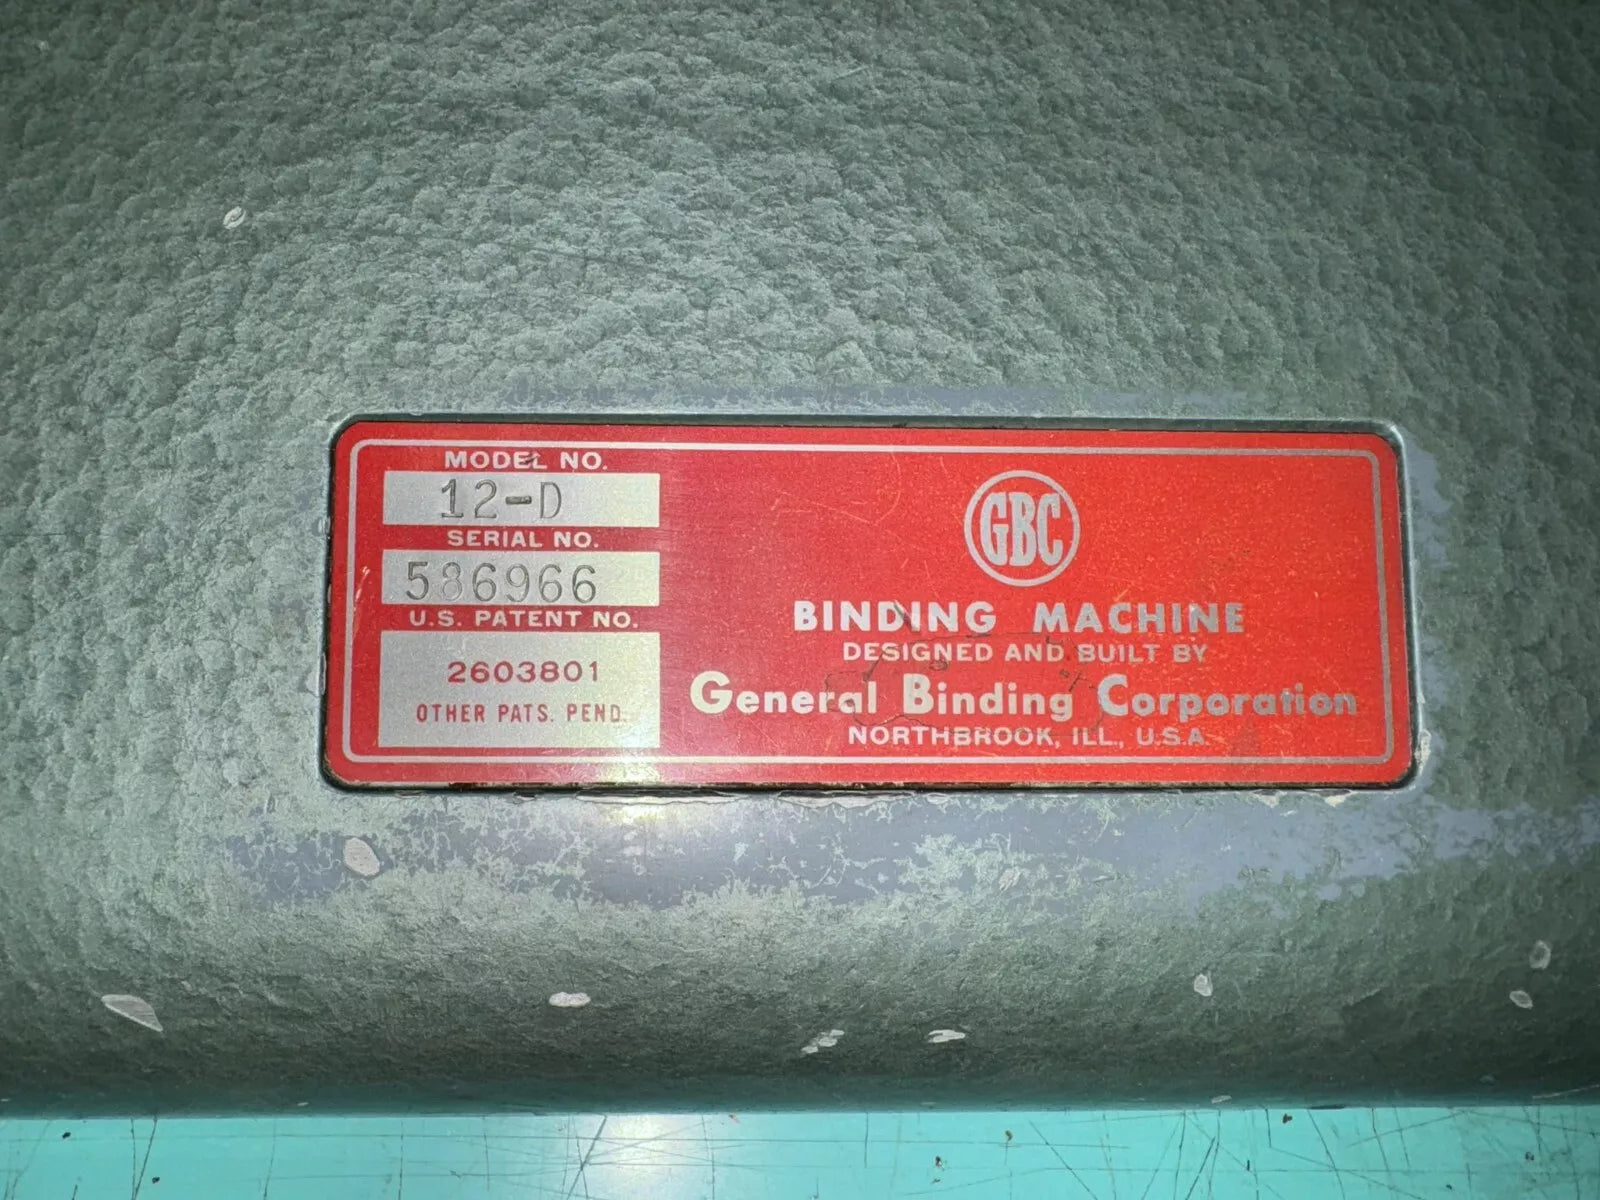 MODEL NO.
12-D
SERIAL NO.
586966
U.S. PATENT NO.
2603801
OTHER PATS. PEND.
GBC
BINDING MACHINE
DESIGNED AND BUILT BY
General Binding Corporation
NORTHBROOK, ILL., U.S.A.